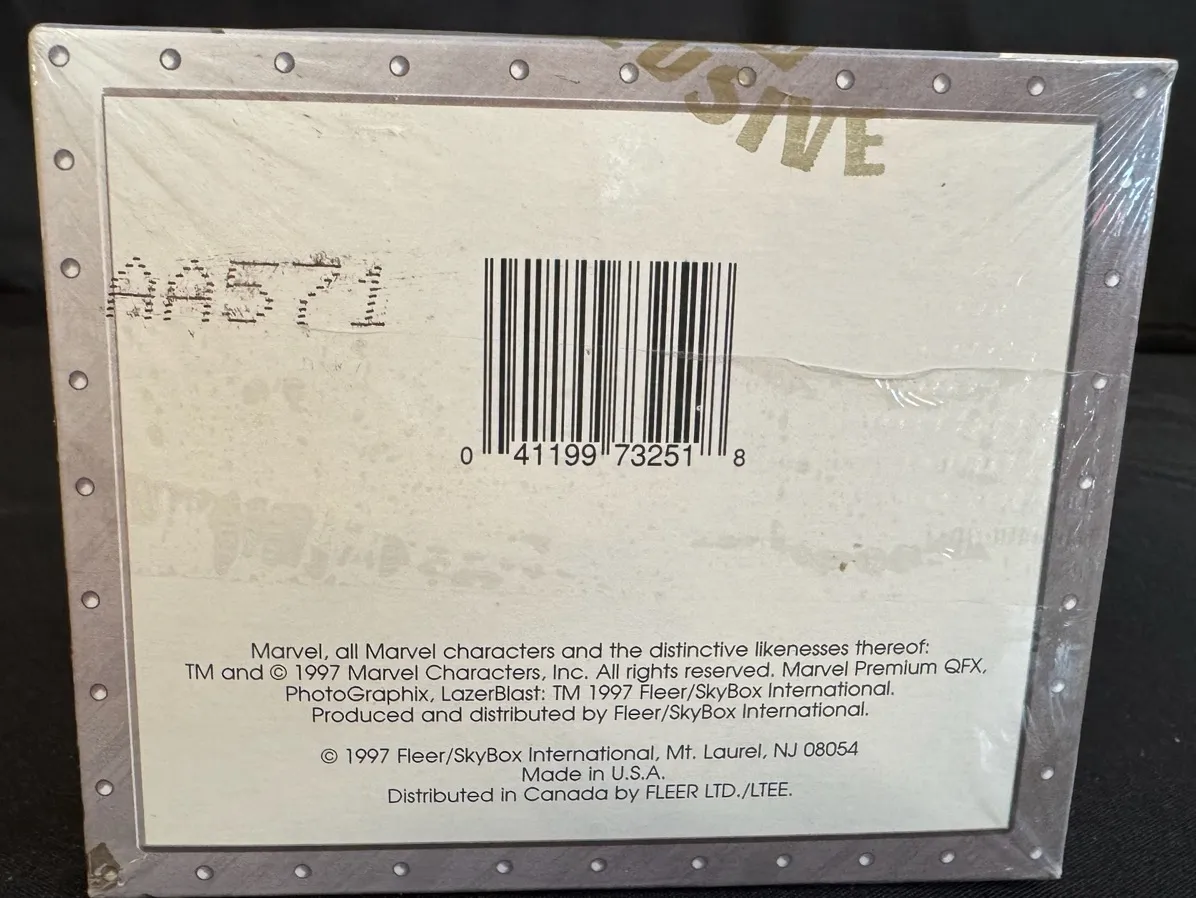 USIVE
AA571
0 41199 73251 8
Marvel, all Marvel characters and the distinctive likenesses thereof:
TM and © 1997 Marvel Characters, Inc. All rights reserved. Marvel Premium QFX,
PhotoGraphix, LazerBlast: TM 1997 Fleer/SkyBox International.
Produced and distributed by Fleer/SkyBox International.
© 1997 Fleer/SkyBox International, Mt. Laurel, NJ 08054
Made in U.S.A.
Distributed in Canada by FLEER LTD./LTEE.